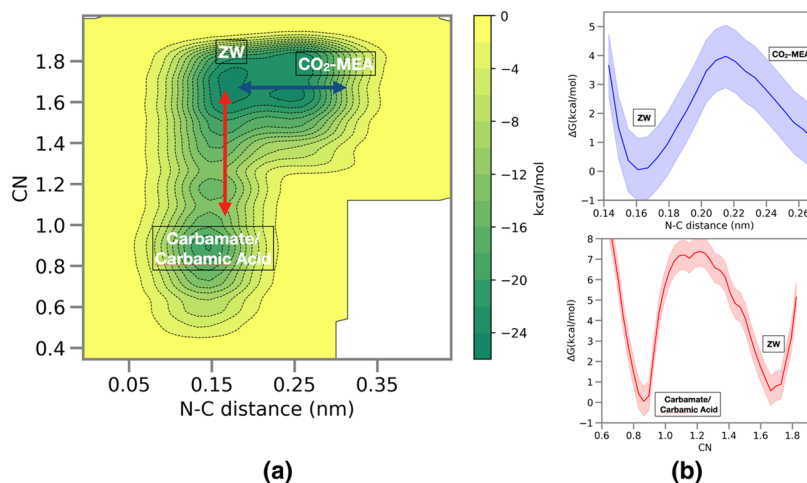 ZW
CO₂-MEA
Carbamate/
Carbamic Acid
CN
1.8
1.6
1.4
1.2
1.0
0.8
0.6
0.4
0.05
0.15
0.25
0.35
N-C distance (nm)
0
−4
−8
−12
−16
−20
−24
kcal/mol
(a)
5
4
3
2
1
0
−1
ΔG(kcal/mol)
ZW
CO₂-MEA
0.14
0.16
0.18
0.20
0.22
0.24
0.26
N-C distance (nm)
8
7
6
5
4
3
2
1
0
−1
ΔG(kcal/mol)
ZW
Carbamate/
Carbamic Acid
0.6
0.8
1.0
1.2
1.4
1.6
1.8
CN
(b)